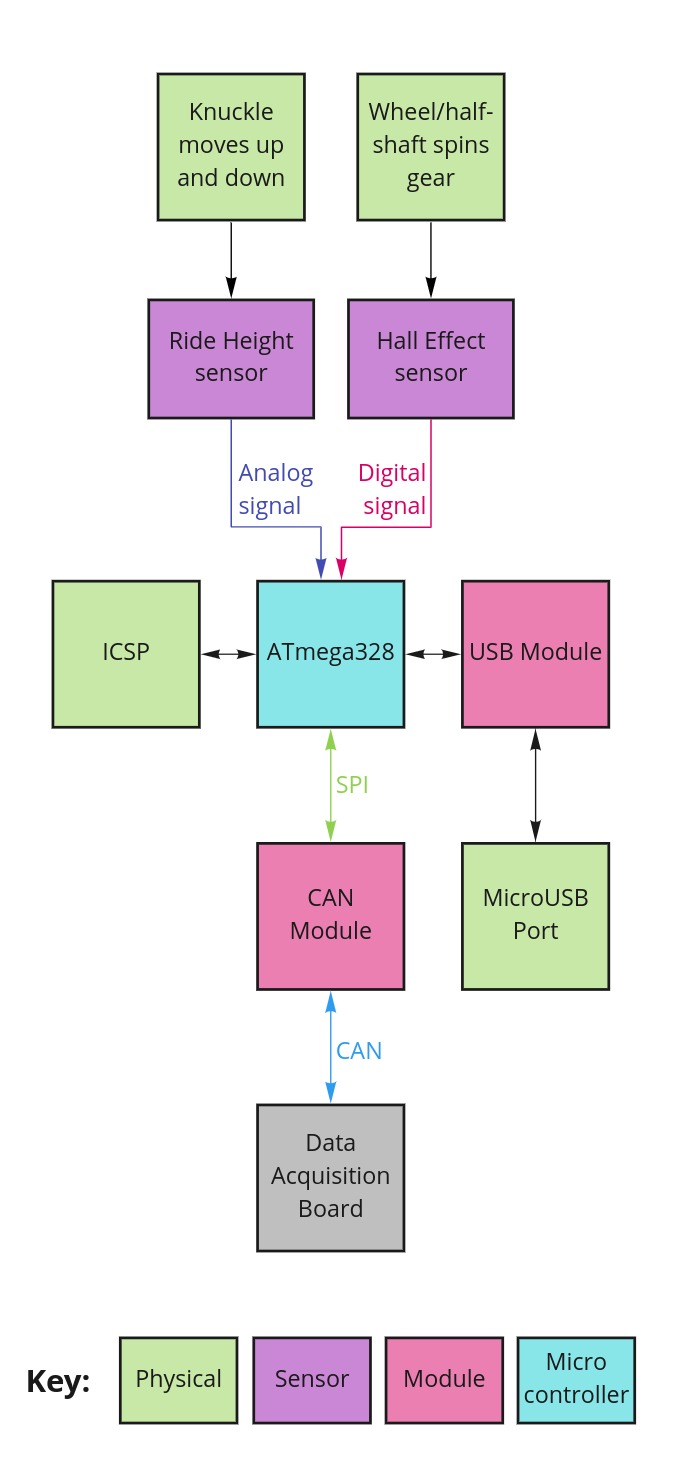 Knuckle
moves up
and down
Wheel/half-
shaft spins
gear
Ride Height
sensor
Hall Effect
sensor
Analog
signal
Digital
signal
ICSP
ATmega328
USB Module
SPI
CAN
Module
MicroUSB
Port
CAN
Data
Acquisition
Board
Key:
Physical
Sensor
Module
Micro
controller